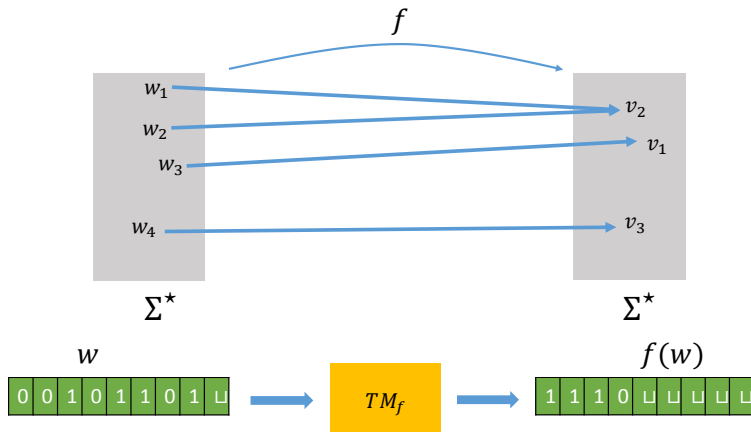 f
w₁
v₂
w₂
v₁
w₃
w₄
v₃
Σ* Σ*
w f(w)
0 0 1 0 1 1 0 1 ⊔ TM_f 1 1 1 0 ⊔ ⊔ ⊔ ⊔ ⊔